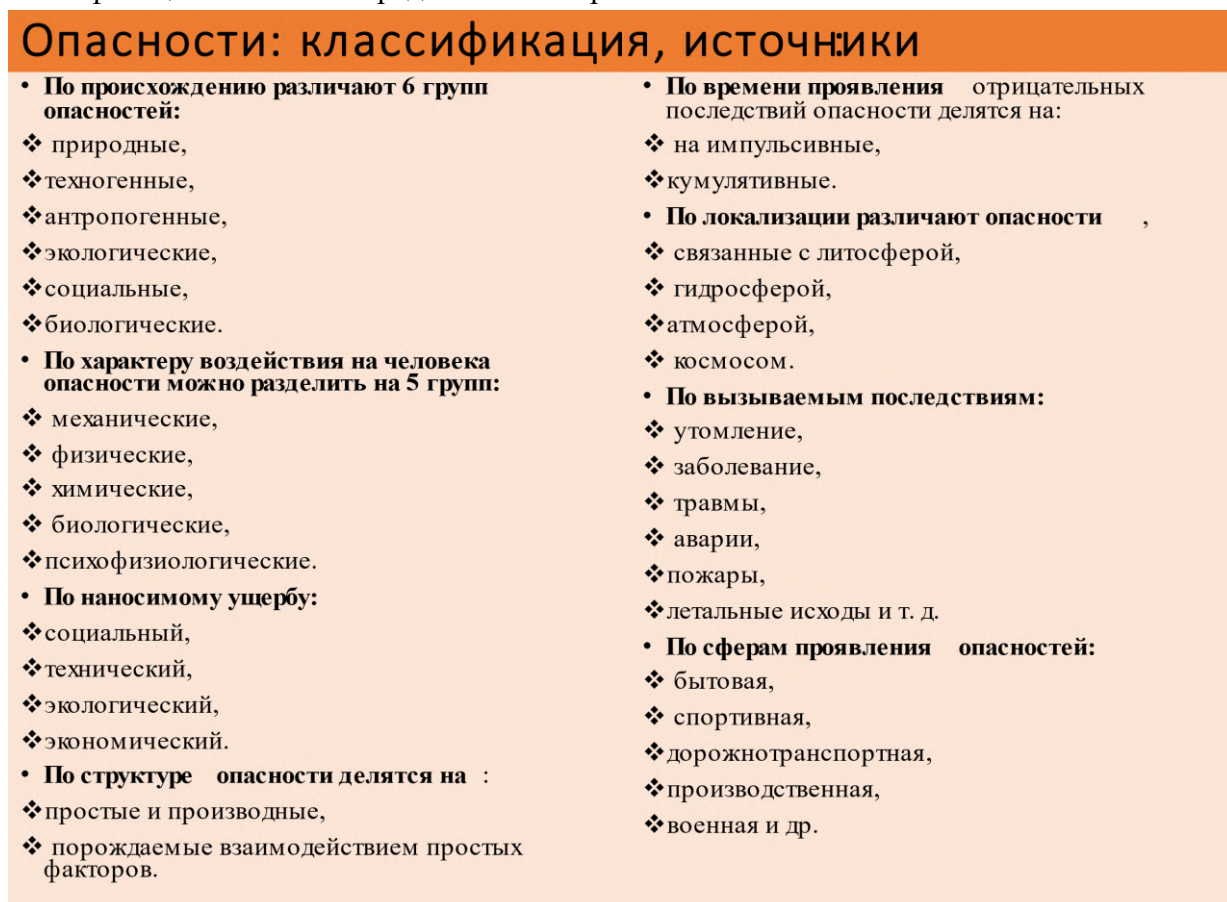 Опасности: классификация, источн:ики
• По происхождению различают 6 групп
опасностей:
❖ природные,
❖техногенные,
❖антропогенные,
❖экологические,
❖социальные,
❖биологические.
• По характеру воздействия на человека
опасности можно разделить на 5 групп:
❖ механические,
❖ физические,
❖ химические,
❖ биологические,
❖психофизиологические.
• По наносимому ущербу:
❖социальный,
❖технический,
❖экологический,
❖экономический.
• По структуре опасности делятся на :
❖простые и производные,
❖ порождаемые взаимодействием простых
факторов.
• По времени проявления отрицательных
последствий опасности делятся на:
❖ на импульсивные,
❖кумулятивные.
• По локализации различают опасности ,
❖ связанные с литосферой,
❖ гидросферой,
❖атмосферой,
❖ космосом.
• По вызываемым последствиям:
❖ утомление,
❖ заболевание,
❖ травмы,
❖ аварии,
❖пожары,
❖летальные исходы и т. д.
• По сферам проявления опасностей:
❖ бытовая,
❖ спортивная,
❖дорожнотранспортная,
❖производственная,
❖военная и др.